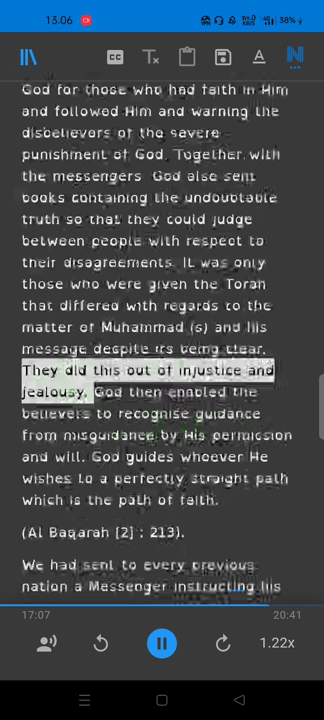 13.06
38%
CC
God for those who had faith in Him
and followed Him and warning the
disbelievers of the severe
punishment of God. Together with
the messengers God also sent
books containing the undoubtable
truth so that they could judge
between people with respect to
their disagreements. It was only
those who were given the Torah
that differed with regards to the
matter of Muhammad (s) and his
message despite its being clear.
They did this out of injustice and
jealousy. God then enabled the
believers to recognise guidance
from misguidance by His permission
and will. God guides whoever He
wishes to a perfectly straight path
which is the path of faith.
(Al Baqarah [2] : 213).
We had sent to every previous
nation a Messenger instructing his
17:07
20:41
1.22x